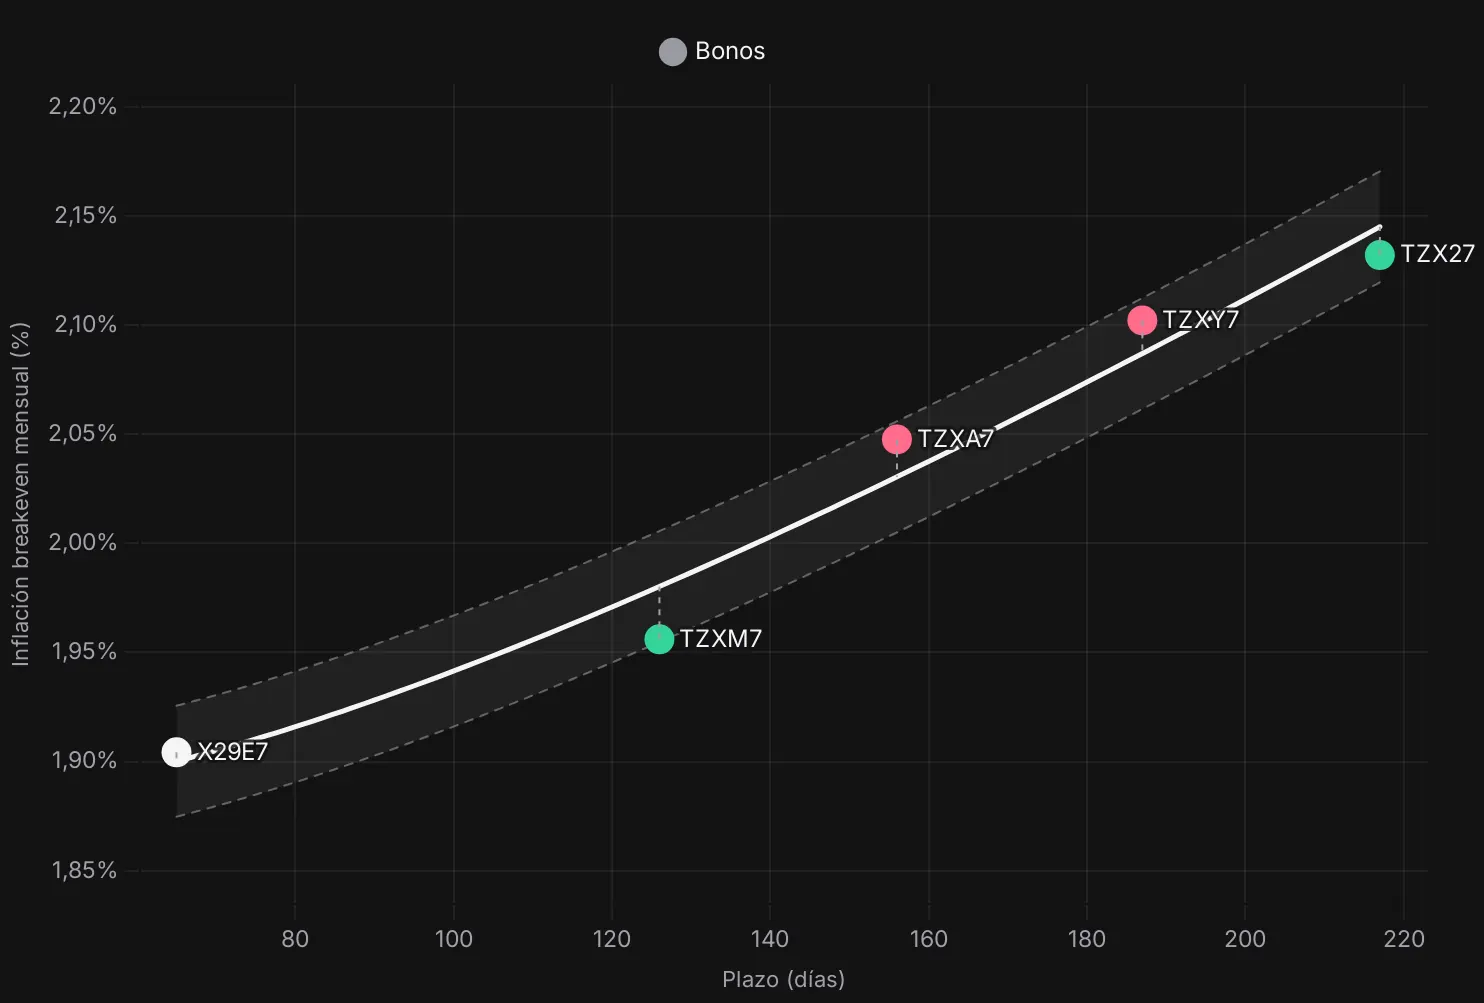 Bonos
2,20%
2,15%
2,10%
2,05%
2,00%
1,95%
1,90%
1,85%
Inflación breakeven mensual (%)
TZX27
TZXY7
TZXA7
TZXM7
X29E7
80 100 120 140 160 180 200 220
Plazo (días)